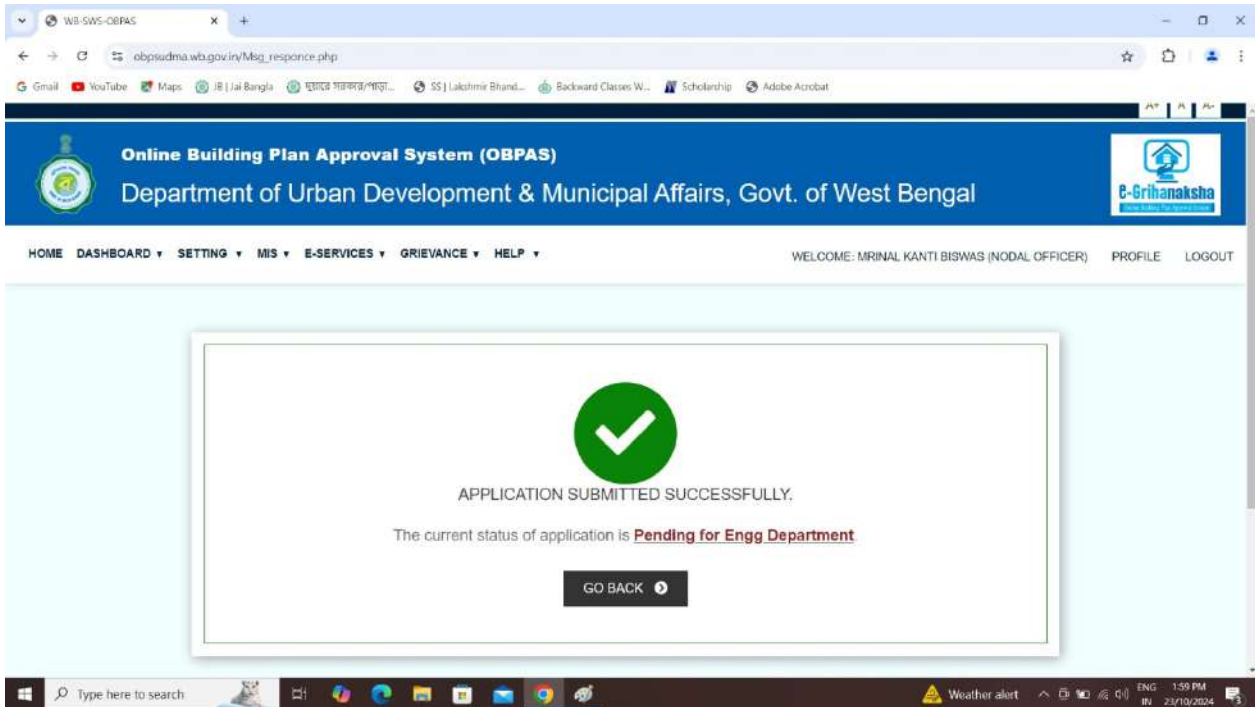 WB-SWS-OBPAS
obpsudma.wb.gov.in/Msg_responce.php
Gmail YouTube Maps JB | Jai Bangla দুয়ারে সরকার/পাড়া... SS | Lakshmir Bhand... Backward Classes W... Scholarship Adobe Acrobat
A+ A A-
Online Building Plan Approval System (OBPAS)
Department of Urban Development & Municipal Affairs, Govt. of West Bengal
e-Grihanaksha
HOME DASHBOARD SETTING MIS E-SERVICES GRIEVANCE HELP WELCOME: MRINAL KANTI BISWAS (NODAL OFFICER) PROFILE LOGOUT
APPLICATION SUBMITTED SUCCESSFULLY.
The current status of application is Pending for Engg Department.
GO BACK
Type here to search Weather alert ENG 1:59 PM
IN 23/10/2024 3